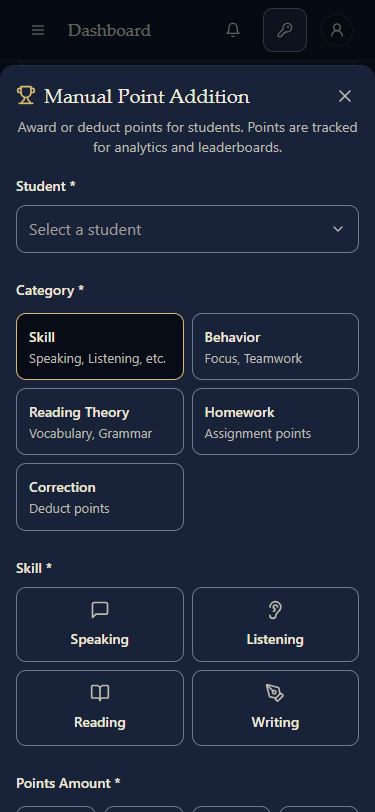 Dashboard
Manual Point Addition
Award or deduct points for students. Points are tracked
for analytics and leaderboards.
Student *
Select a student
Category *
Skill
Speaking, Listening, etc.
Behavior
Focus, Teamwork
Reading Theory
Vocabulary, Grammar
Homework
Assignment points
Correction
Deduct points
Skill *
Speaking
Listening
Reading
Writing
Points Amount *